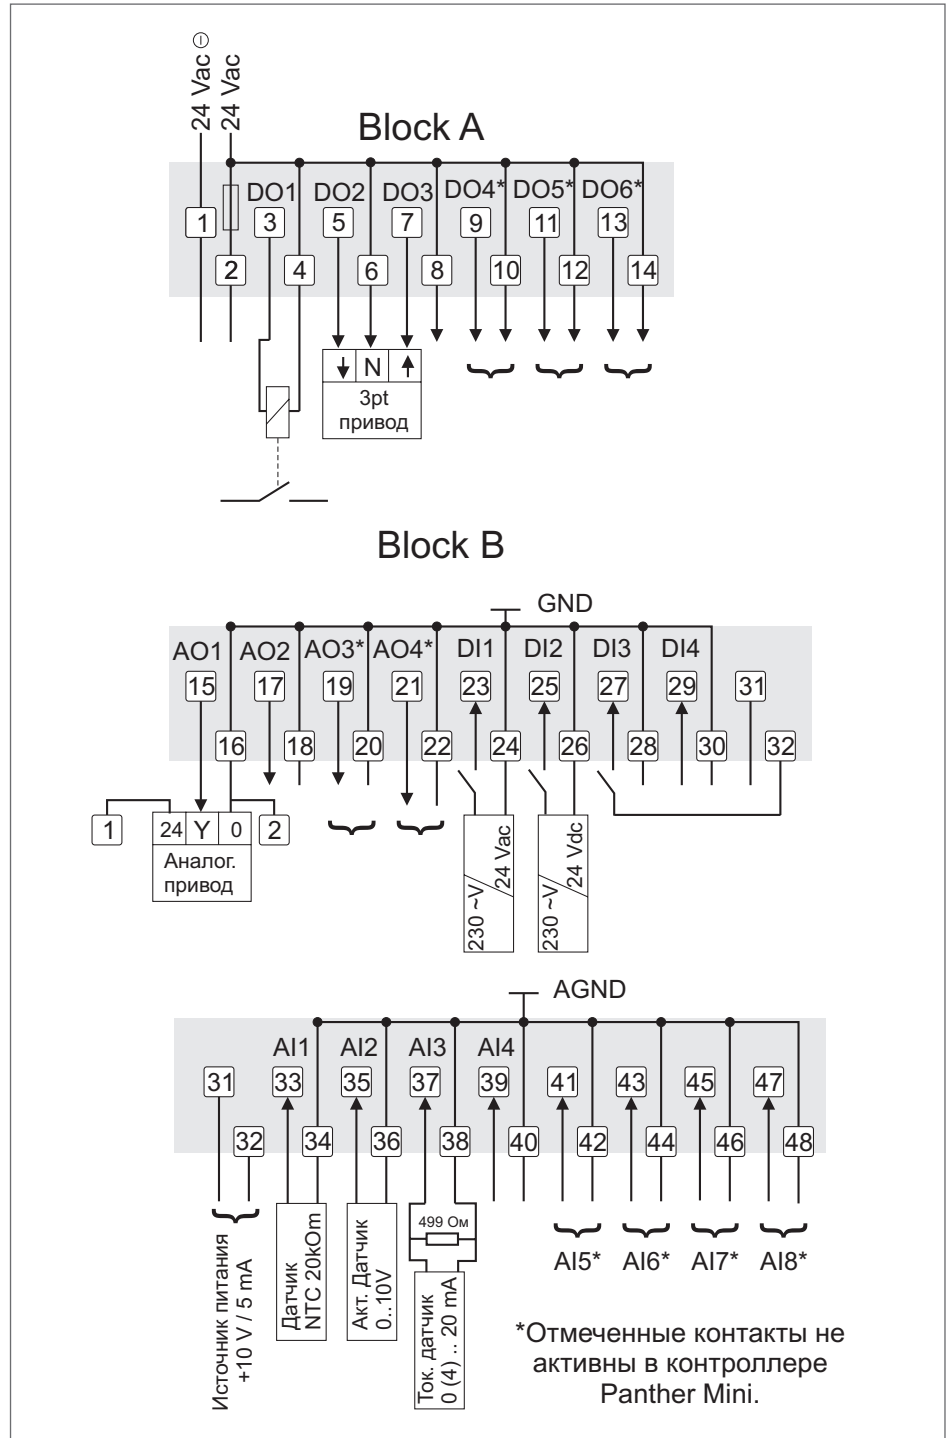 24 Vac
24 Vac
Block A
DO1 DO2 DO3 DO4* DO5* DO6*
1 3 5 7 9 11 13
2 4 6 8 10 12 14
N
3pt
привод
Block B
GND
AO1 AO2 AO3* AO4* DI1 DI2 DI3 DI4
15 17 19 21 23 25 27 29 31
16 18 20 22 24 26 28 30 32
1 24 Y 0 2
Аналог.
привод
230 ~V
24 Vac
230 ~V
24 Vdc
AGND
AI1 AI2 AI3 AI4
31 33 35 37 39 41 43 45 47
32 34 36 38 40 42 44 46 48
499 Ом
AI5* AI6* AI7* AI8*
Источник питания
+10 V / 5 mA
Датчик
NTC 20kOm
Акт. Датчик
0..10V
Ток. датчик
0 (4) .. 20 mA
*Отмеченные контакты не
активны в контроллере
Panther Mini.